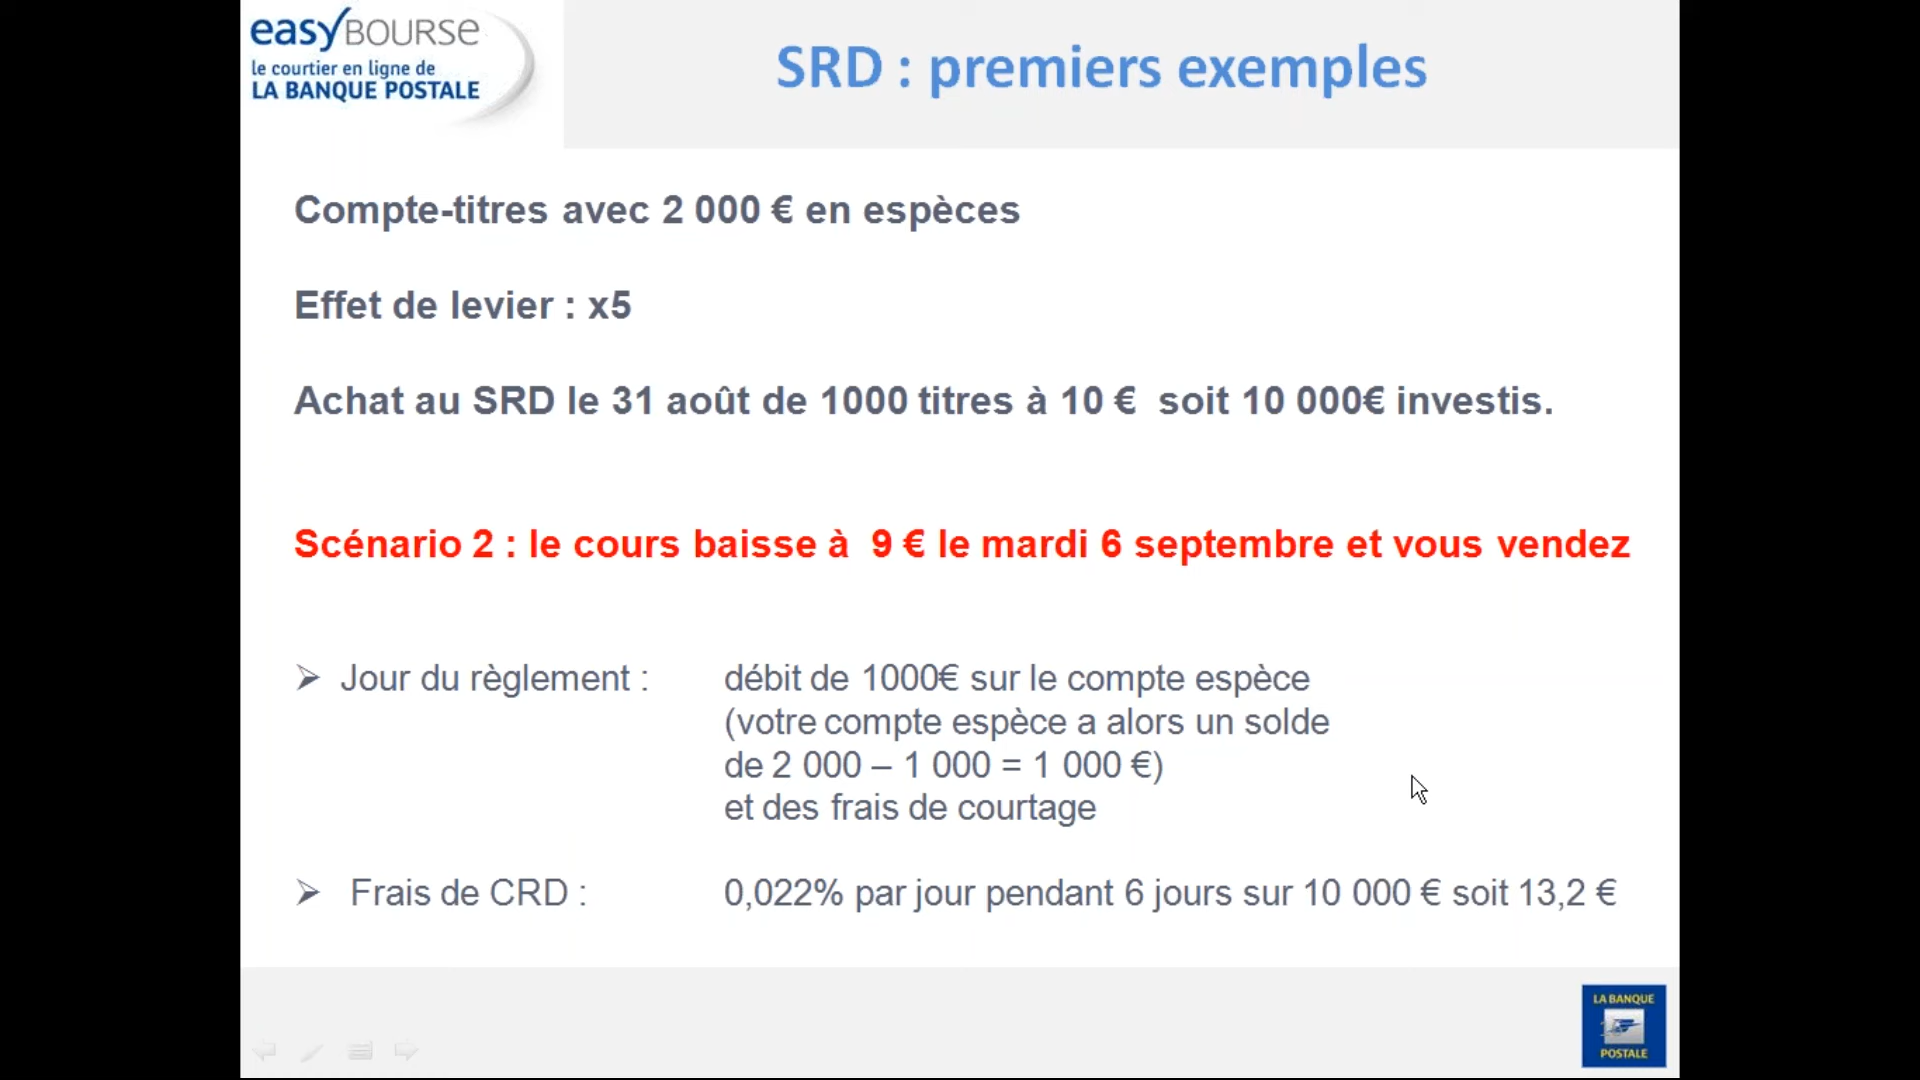 easyBOURSE
le courtier en ligne de
LA BANQUE POSTALE
SRD : premiers exemples
Compte-titres avec 2 000 € en espèces
Effet de levier : x5
Achat au SRD le 31 août de 1000 titres à 10 € soit 10 000€ investis.
Scénario 2 : le cours baisse à 9 € le mardi 6 septembre et vous vendez
➢ Jour du règlement : débit de 1000€ sur le compte espèce
(votre compte espèce a alors un solde
de 2 000 – 1 000 = 1 000 €)
et des frais de courtage
➢ Frais de CRD : 0,022% par jour pendant 6 jours sur 10 000 € soit 13,2 €
LA BANQUE
POSTALE